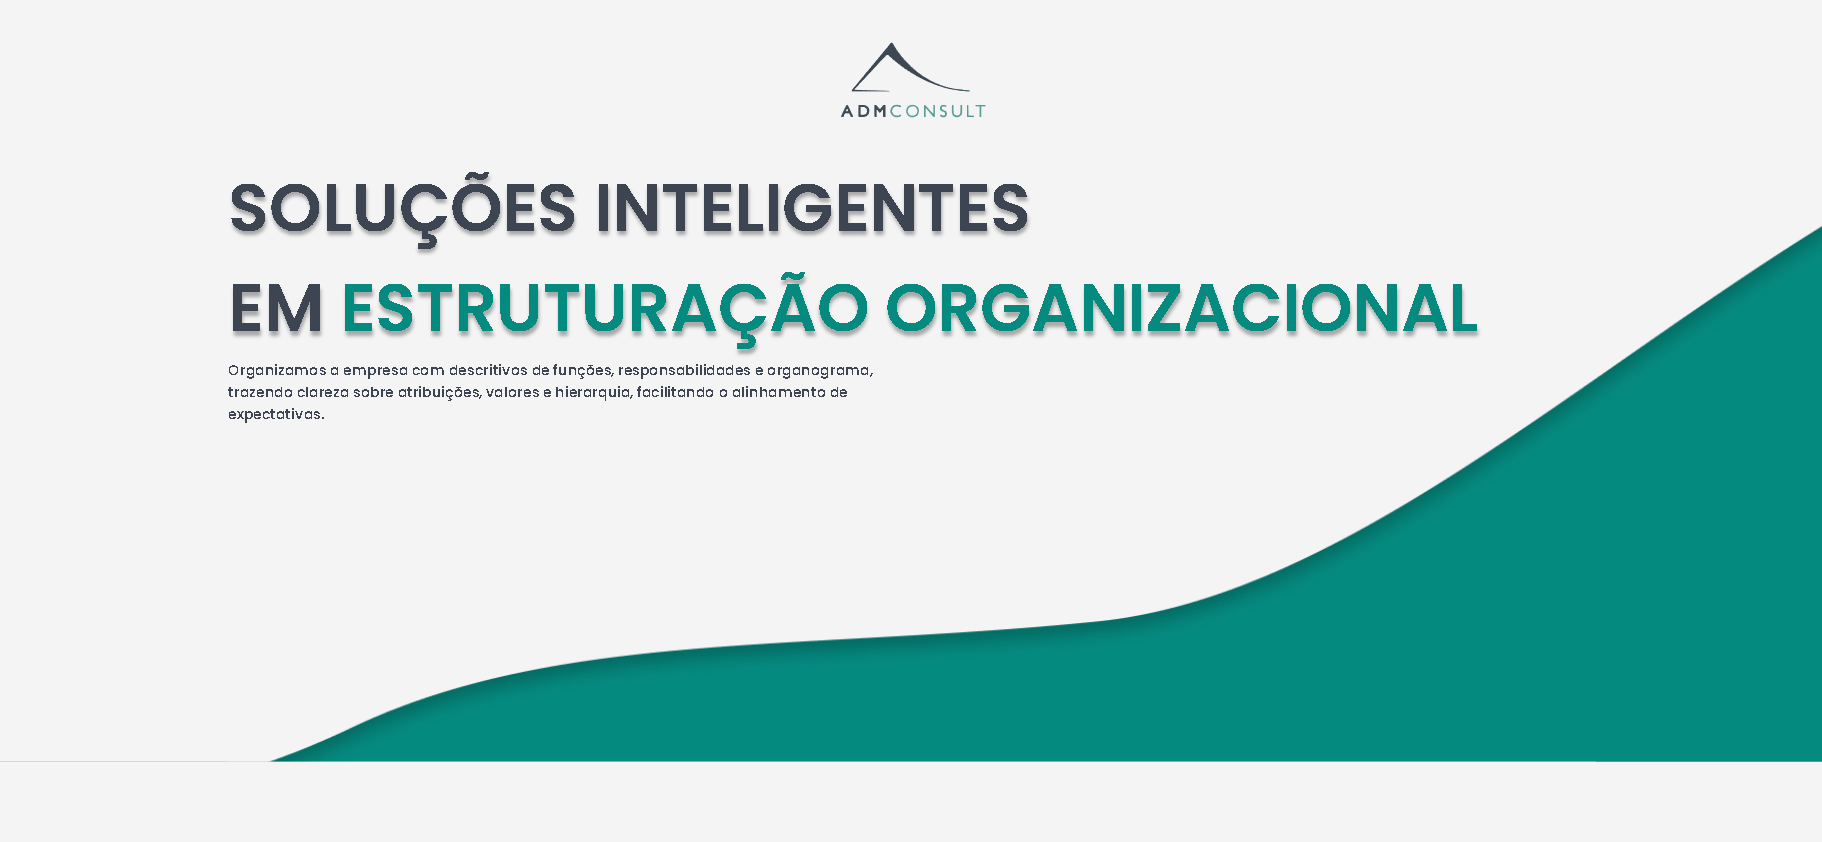 ADMCONSULT
SOLUÇÕES INTELIGENTES
EM ESTRUTURAÇÃO ORGANIZACIONAL
Organizamos a empresa com descritivos de funções, responsabilidades e organograma,
trazendo clareza sobre atribuições, valores e hierarquia, facilitando o alinhamento de
expectativas.